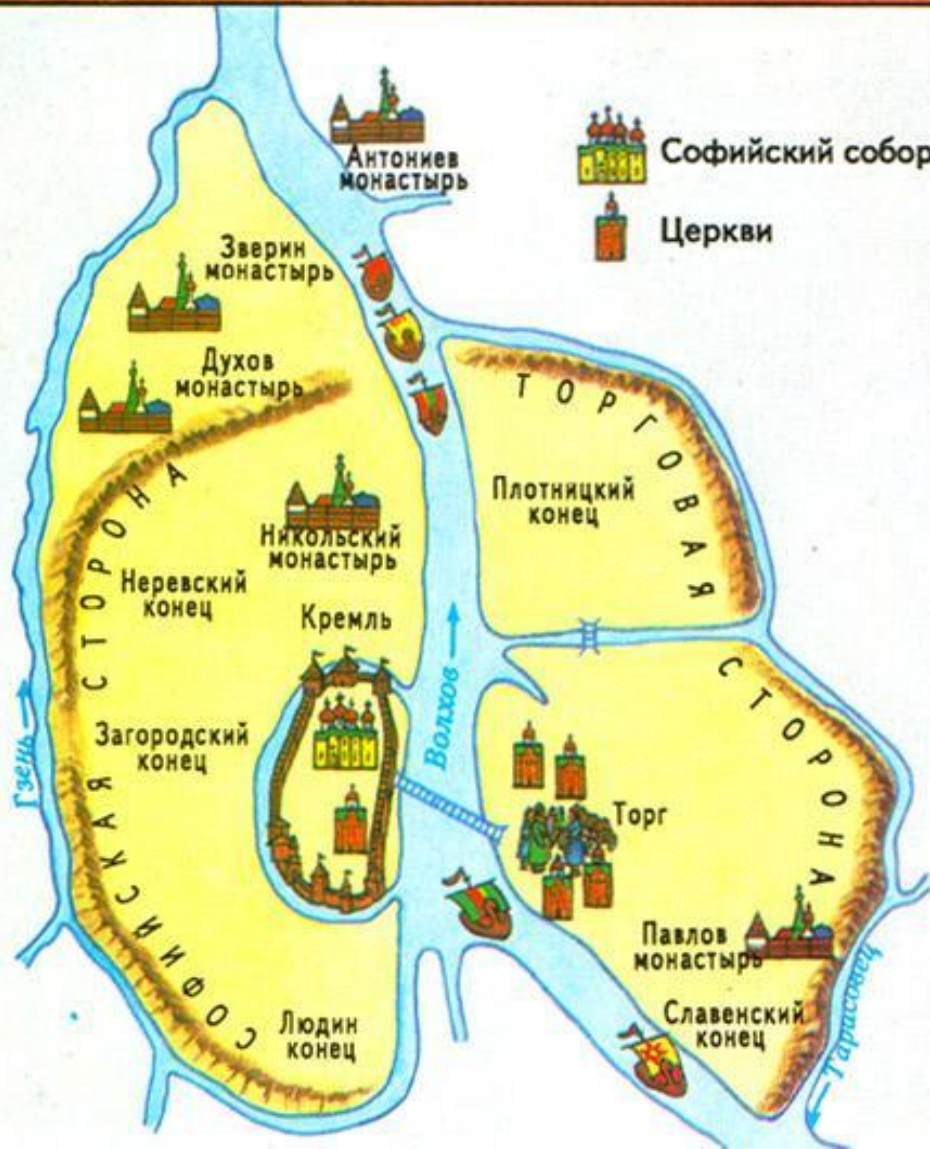 Антониев
монастырь
Софийский собор
Церкви
Зверин
монастырь
Духов
монастырь
ТОРГОВАЯ
СТОРОНА
Плотницкий
конец
Никольский
монастырь
Неревский
конец
Кремль
СОФИЙСКАЯ СТОРОНА
Волхов
Загородский
конец
Гзень
Торг
Павлов
монастырь
Славенский
конец
Тарасовец
Людин
конец